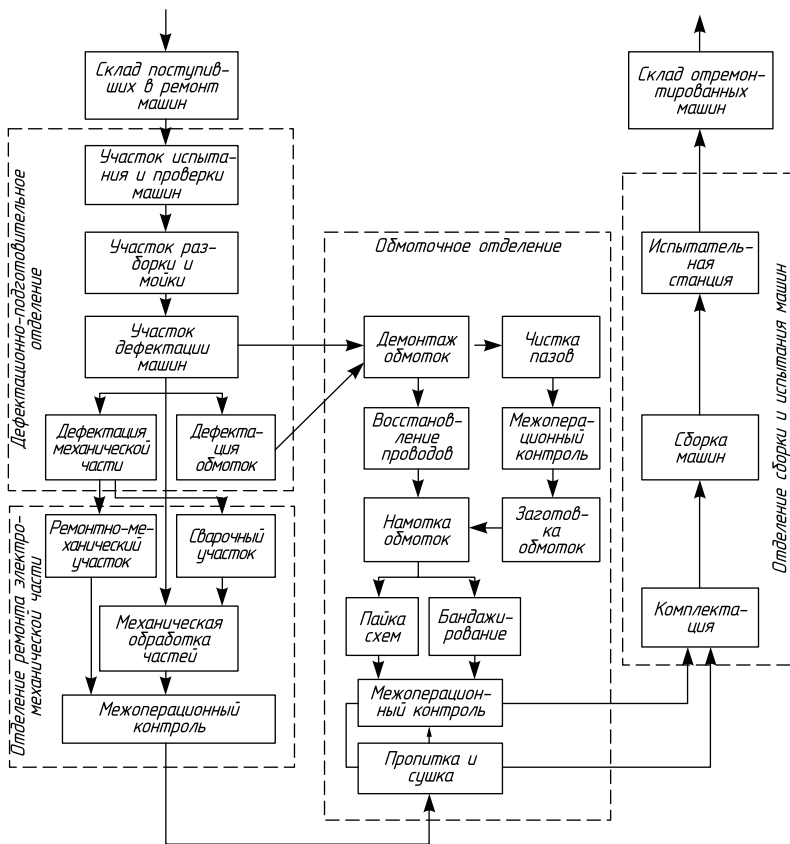 Склад поступив-
ших в ремонт
машин
Дефектационно-подготовительное
отделение
Участок испыта-
ния и проверки
машин
Участок раз-
борки и
мойки
Участок
дефектации
машин
Дефектация
механической
части
Дефекта-
ция
обмоток
Отделение ремонта электро-
механической части
Ремонтно-ме-
ханический
участок
Сварочный
участок
Механическая
обработка
частей
Межоперационный
контроль
Обмоточное отделение
Демонтаж
обмоток
Чистка
пазов
Восстанов-
ление
проводов
Межопера-
ционный
контроль
Намотка
обмоток
Заготов-
ка
обмоток
Пайка
схем
Бандажи-
рование
Межоперацион-
ный контроль
Пропитка и
сушка
Склад отремон-
тированных
машин
Отделение сборки и испытания машин
Испытатель-
ная
станция
Сборка
машин
Комплекта-
ция